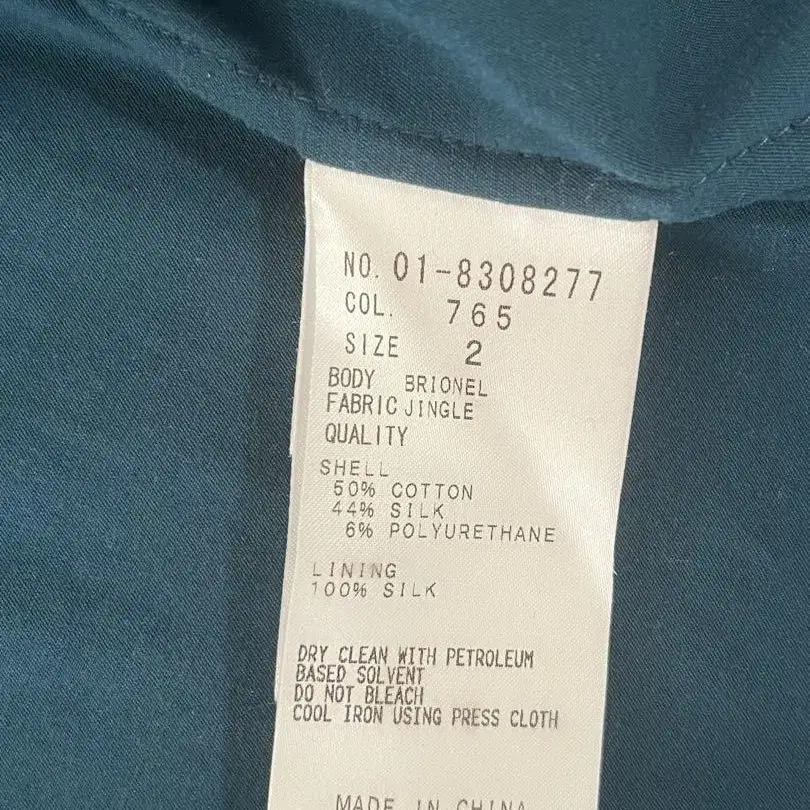 NO. 01-8308277
COL. 765
SIZE 2
BODY BRIONEL
FABRIC JINGLE
QUALITY
SHELL
50% COTTON
44% SILK
6% POLYURETHANE
LINING
100% SILK
DRY CLEAN WITH PETROLEUM
BASED SOLVENT
DO NOT BLEACH
COOL IRON USING PRESS CLOTH
MADE IN CHINA